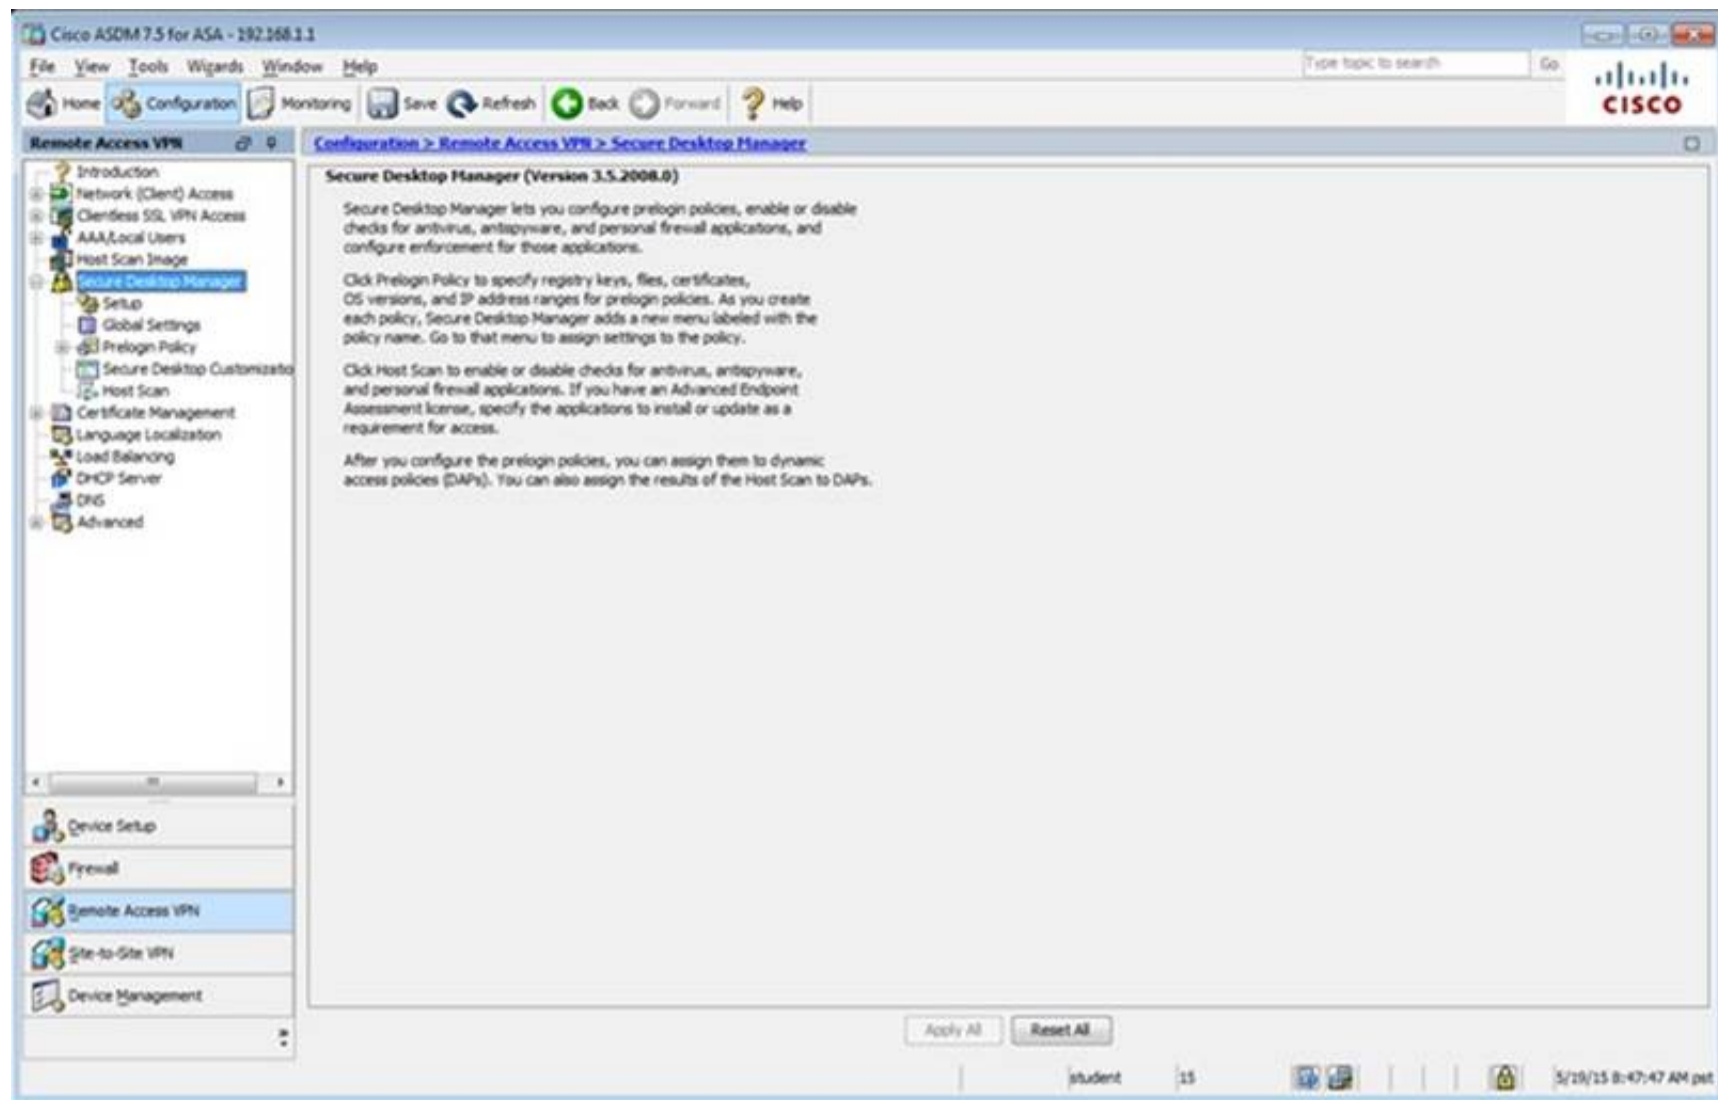 Cisco ASDM 7.5 for ASA - 192.168.1.1
File View Tools Wizards Window Help
Type topic to search
Go
Home Configuration Monitoring Save Refresh Back Forward Help
CISCO
Remote Access VPN
Configuration > Remote Access VPN > Secure Desktop Manager
Introduction
Network (Client) Access
Clientless SSL VPN Access
AAA/Local Users
Host Scan Image
Secure Desktop Manager
Setup
Global Settings
Prelogin Policy
Secure Desktop Customizatio
Host Scan
Certificate Management
Language Localization
Load Balancing
DHCP Server
DNS
Advanced
Secure Desktop Manager (Version 3.5.2008.0)
Secure Desktop Manager lets you configure prelogin policies, enable or disable
checks for antivirus, antispyware, and personal firewall applications, and
configure enforcement for those applications.
Click Prelogin Policy to specify registry keys, files, certificates,
OS versions, and IP address ranges for prelogin policies. As you create
each policy, Secure Desktop Manager adds a new menu labeled with the
policy name. Go to that menu to assign settings to the policy.
Click Host Scan to enable or disable checks for antivirus, antispyware,
and personal firewall applications. If you have an Advanced Endpoint
Assessment license, specify the applications to install or update as a
requirement for access.
After you configure the prelogin policies, you can assign them to dynamic
access policies (DAPs). You can also assign the results of the Host Scan to DAPs.
Device Setup
Firewall
Remote Access VPN
Site-to-Site VPN
Device Management
Apply All
Reset All
student
15
5/19/15 8:47:47 AM pst